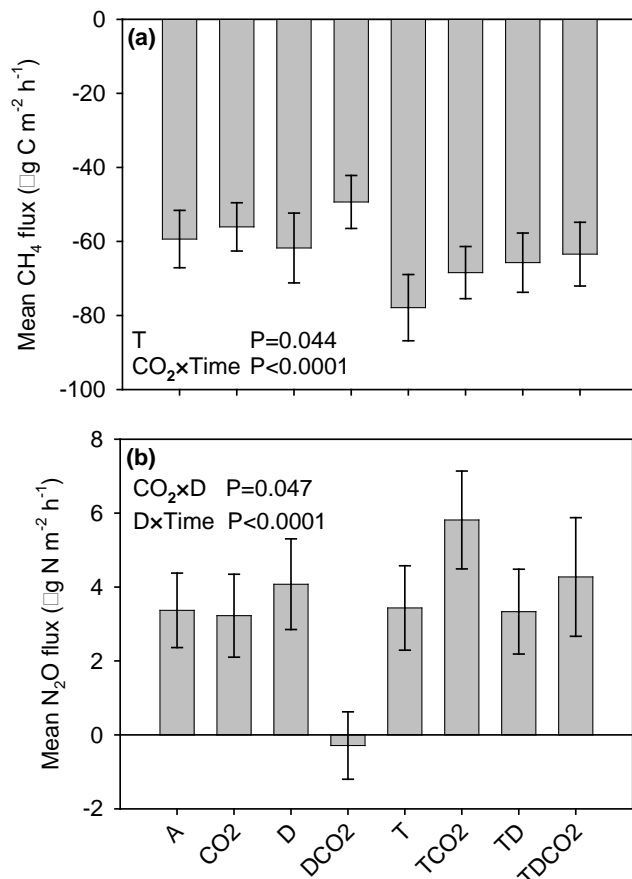 (a)
0
-20
-40
-60
-80
-100
Mean CH₄ flux (□g C m⁻² h⁻¹)
T P=0.044
CO₂×Time P<0.0001
(b)
8
6
4
2
0
-2
Mean N₂O flux (□g N m⁻² h⁻¹)
CO₂×D P=0.047
D×Time P<0.0001
A CO2 D DCO2 T TCO2 TD TDCO2